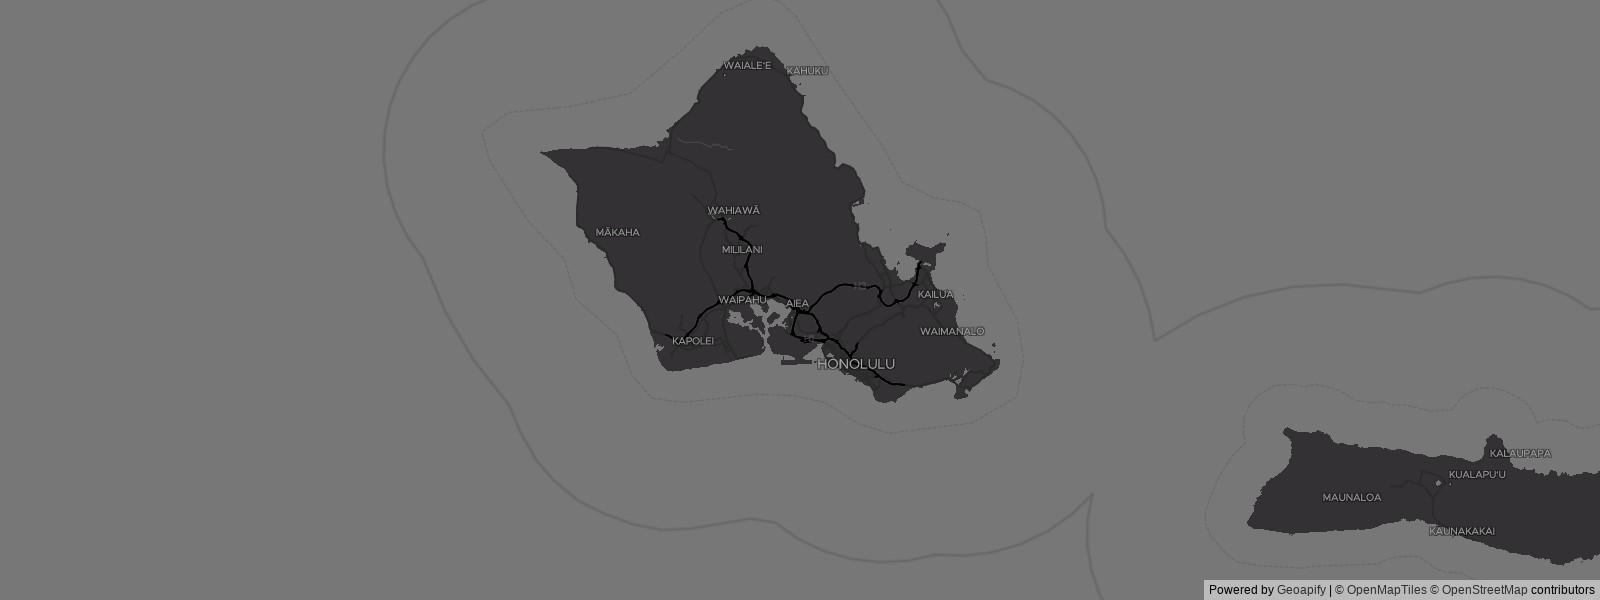 WAIALE'E
KAHUKU
WAHIAWĀ
MĀKAHA
MILILANI
H3
KAILUA
WAIPAHU
AIEA
WAIMANALO
KAPOLEI
HONOLULU
KALAUPAPA
KUALAPU'U
MAUNALOA
KAUNAKAKAI
Powered by Geoapify | © OpenMapTiles © OpenStreetMap contributors